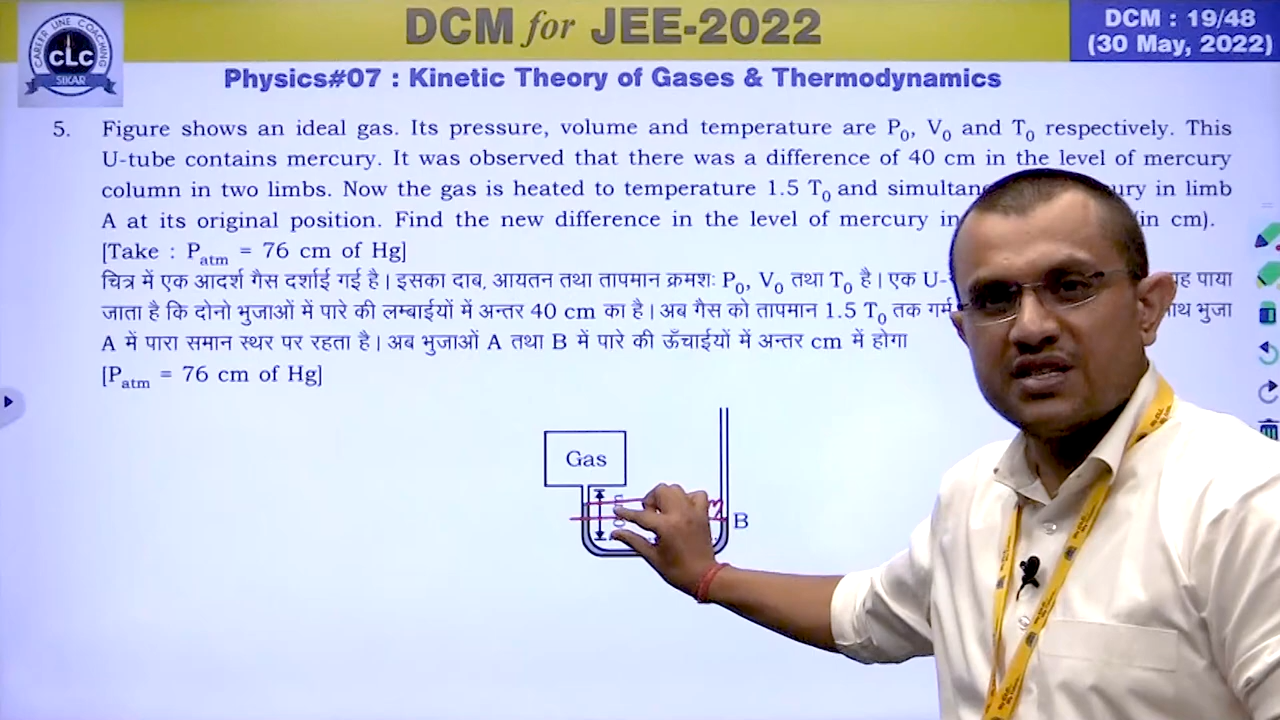 DCM for JEE-2022
DCM : 19/48
(30 May, 2022)
CAREER LINE COACHING
CLC
SIKAR
Physics#07 : Kinetic Theory of Gases & Thermodynamics
5. Figure shows an ideal gas. Its pressure, volume and temperature are P₀, V₀ and T₀ respectively. This
U-tube contains mercury. It was observed that there was a difference of 40 cm in the level of mercury
column in two limbs. Now the gas is heated to temperature 1.5 T₀ and limb
A at its original position. Find the new difference in the level of mercury (in cm).
[Take : Patm = 76 cm of Hg]
चित्र में एक आदर्श गैस दर्शाई गई है। इसका दाब, आयतन तथा तापमान क्रमशः P₀, V₀ तथा T₀ है। एक पाया
जाता है कि दोनो भुजाओं में पारे की लम्बाईयों में अन्तर 40 cm का है। अब गैस को तापमान 1.5 T₀ तक भुजा
A में पारा समान स्थर पर रहता है। अब भुजाओं A तथा B में पारे की ऊँचाईयों में अन्तर cm में होगा
[Patm = 76 cm of Hg]
Gas
B